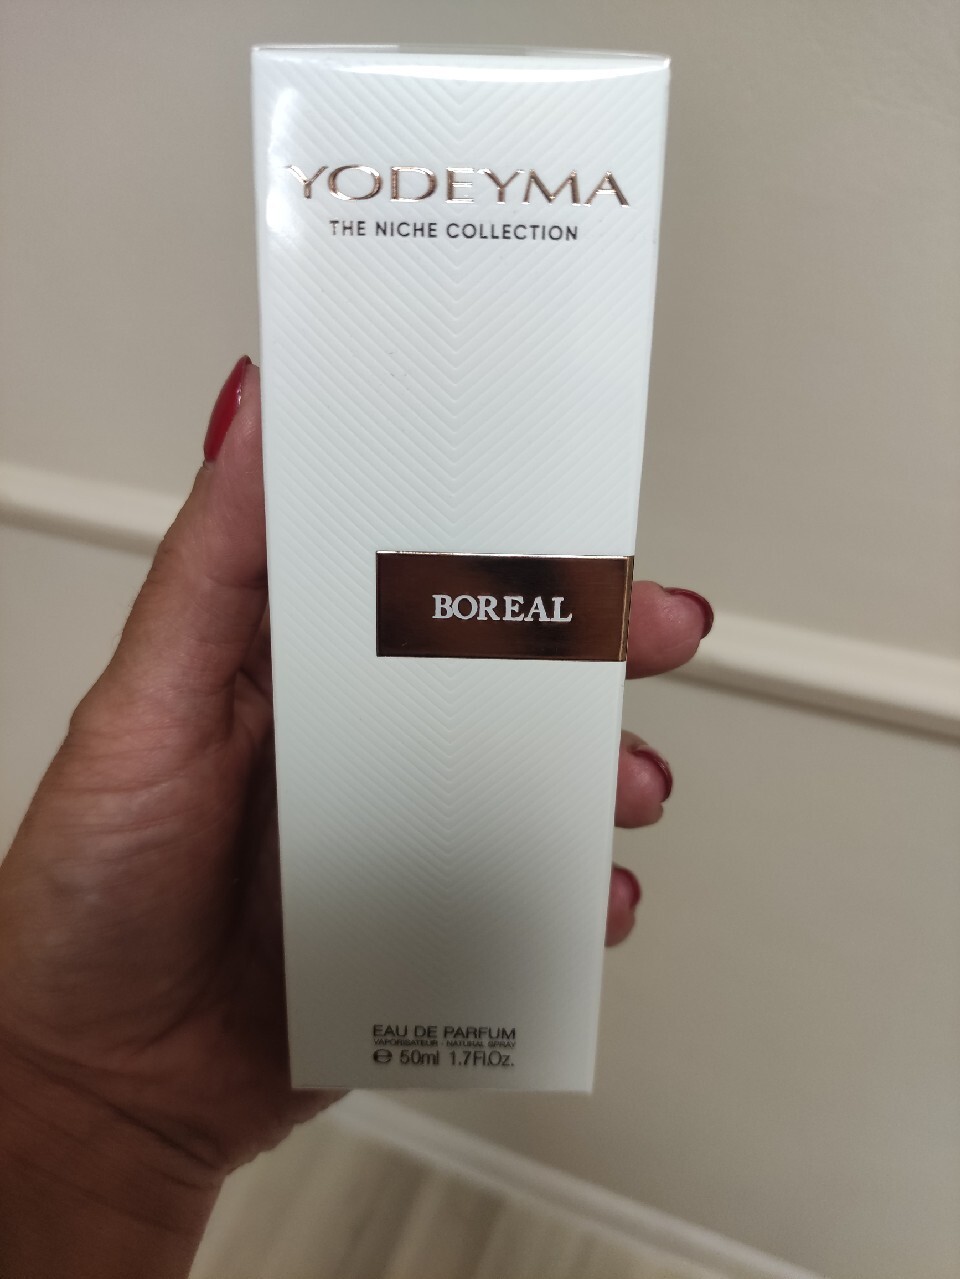 YODEYMA
THE NICHE COLLECTION
BOREAL
EAU DE PARFUM
VAPORISATEUR - NATURAL SPRAY
℮ 50ml 1.7Fl.Oz.